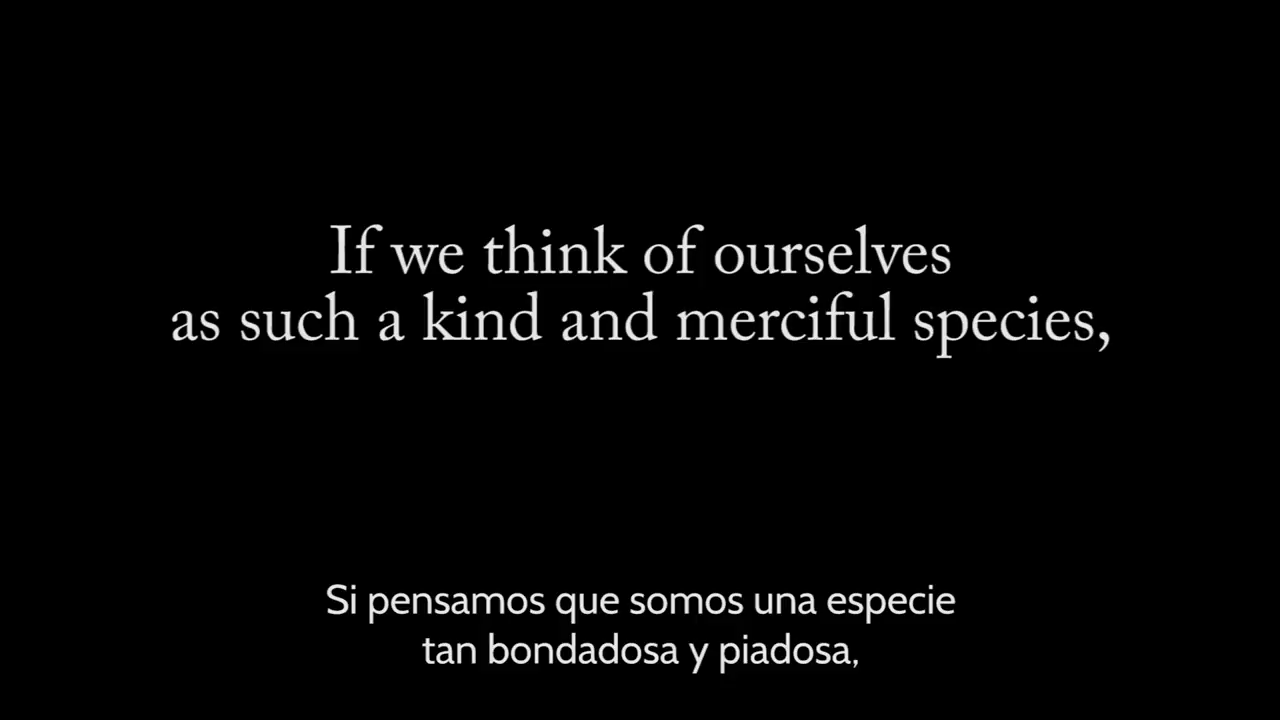 If we think of ourselves
as such a kind and merciful species,
Si pensamos que somos una especie
tan bondadosa y piadosa,